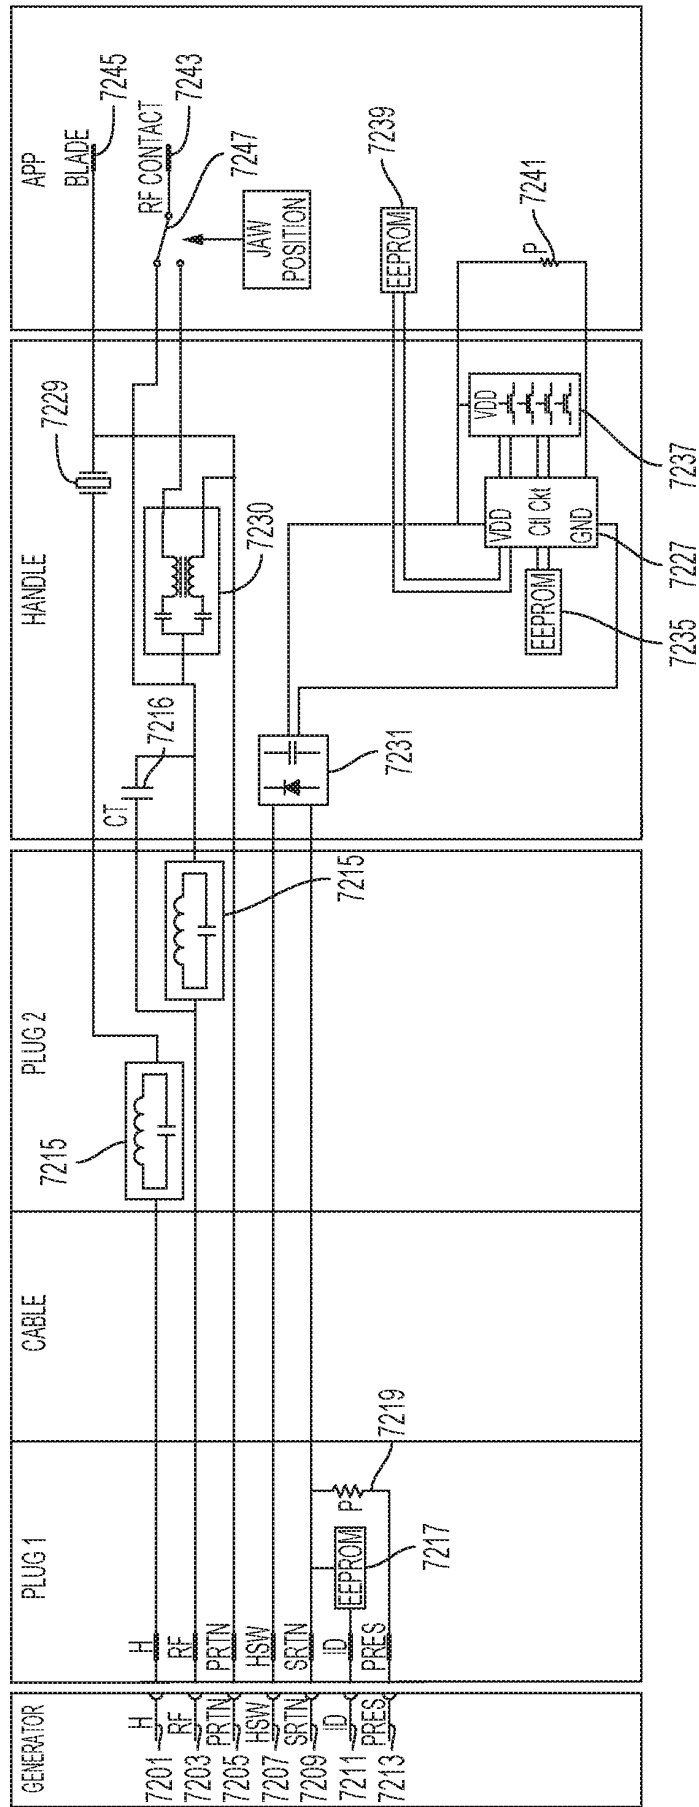 GENERATOR
H
7201
RF
7203
PRTN
7205
HSW
7207
SRTN
7209
ID
7211
PRES
7213
PLUG 1
H
RF
PRTN
HSW
SRTN
ID
PRES
EEPROM
7217
P
7219
CABLE
PLUG 2
7215
7215
HANDLE
CT
7216
7229
7230
7231
EEPROM
7235
VDD
Ctl Ckt
GND
7227
VDD
7237
APP
BLADE
7245
RF CONTACT
7243
7247
JAW
POSITION
EEPROM
7239
P
7241